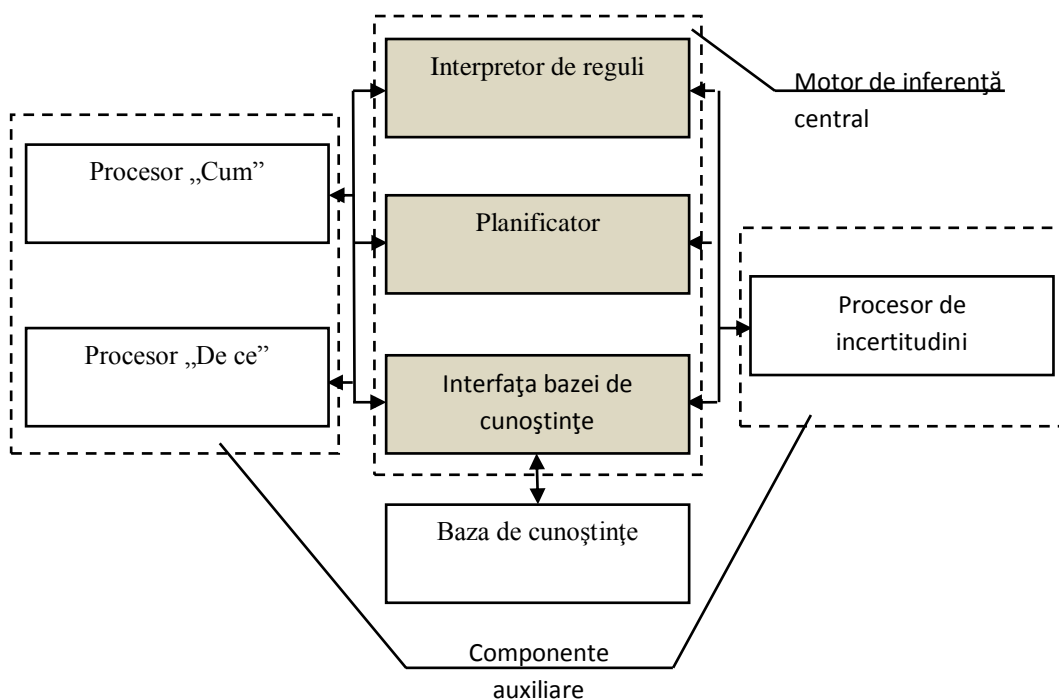 Interpretor de reguli
Motor de inferenţă
central
Procesor „Cum”
Planificator
Procesor de
incertitudini
Procesor „De ce”
Interfaţa bazei de
cunoştinţe
Baza de cunoştinţe
Componente
auxiliare